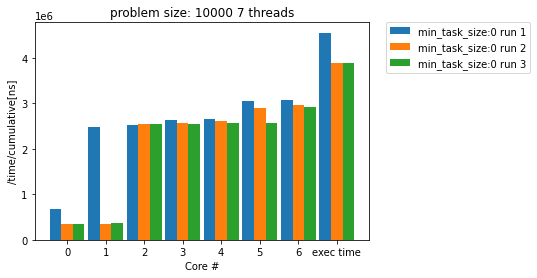 problem size: 10000 7 threads
1e6
4
3
2
1
0
/time/cumulative[ns]
0 1 2 3 4 5 6 exec time
Core #
min_task_size:0 run 1
min_task_size:0 run 2
min_task_size:0 run 3